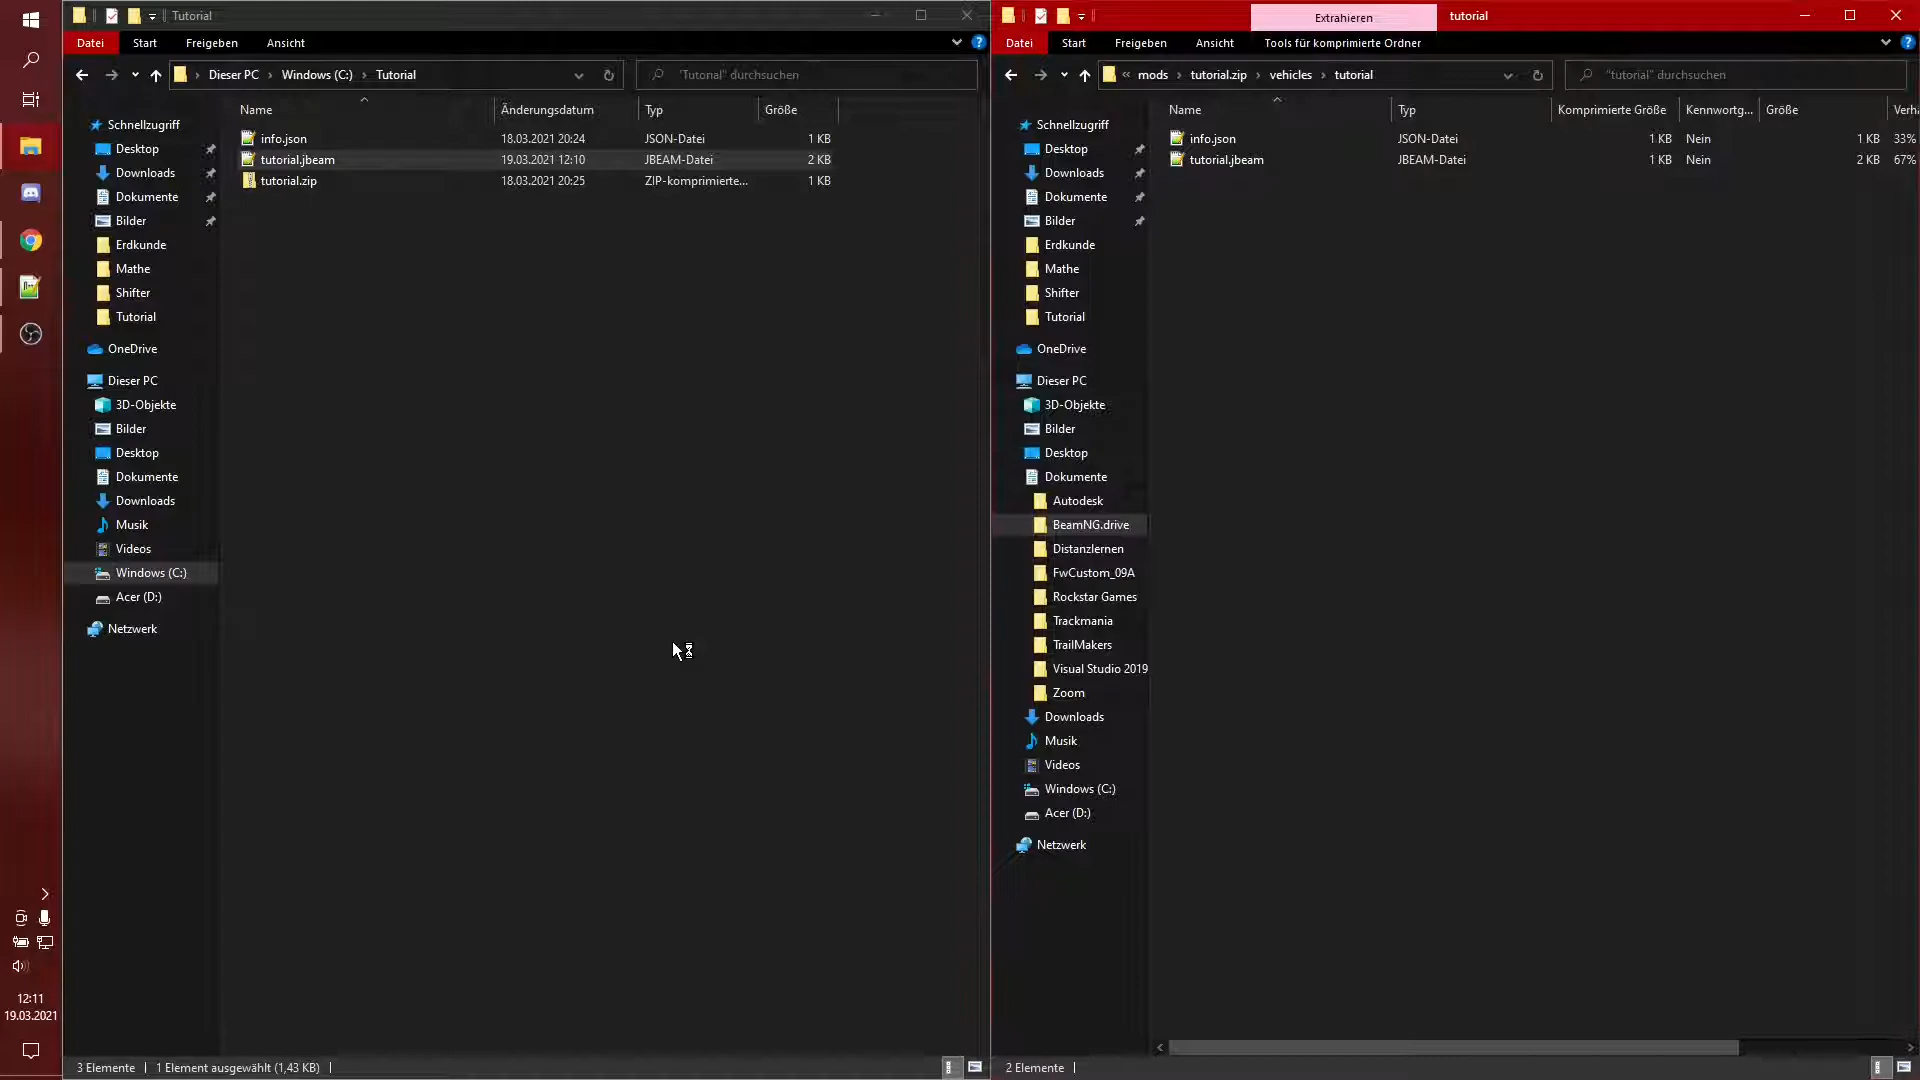 Tutorial
Datei Start Freigeben Ansicht
Dieser PC Windows (C:) Tutorial
"Tutorial" durchsuchen
Name Änderungsdatum Typ Größe
info.json 18.03.2021 20:24 JSON-Datei 1 KB
tutorial.jbeam 19.03.2021 12:10 JBEAM-Datei 2 KB
tutorial.zip 18.03.2021 20:25 ZIP-komprimierte... 1 KB
Schnellzugriff
Desktop
Downloads
Dokumente
Bilder
Erdkunde
Mathe
Shifter
Tutorial
OneDrive
Dieser PC
3D-Objekte
Bilder
Desktop
Dokumente
Downloads
Musik
Videos
Windows (C:)
Acer (D:)
Netzwerk
3 Elemente 1 Element ausgewählt (1,43 KB)
Extrahieren tutorial
Datei Start Freigeben Ansicht Tools für komprimierte Ordner
« mods tutorial.zip vehicles tutorial
"tutorial" durchsuchen
Name Typ Komprimierte Größe Kennwortg... Größe Verhä
info.json JSON-Datei 1 KB Nein 1 KB 33%
tutorial.jbeam JBEAM-Datei 1 KB Nein 2 KB 67%
Schnellzugriff
Desktop
Downloads
Dokumente
Bilder
Erdkunde
Mathe
Shifter
Tutorial
OneDrive
Dieser PC
3D-Objekte
Bilder
Desktop
Dokumente
Autodesk
BeamNG.drive
Distanzlernen
FwCustom_09A
Rockstar Games
Trackmania
TrailMakers
Visual Studio 2019
Zoom
Downloads
Musik
Videos
Windows (C:)
Acer (D:)
Netzwerk
2 Elemente
12:11
19.03.2021